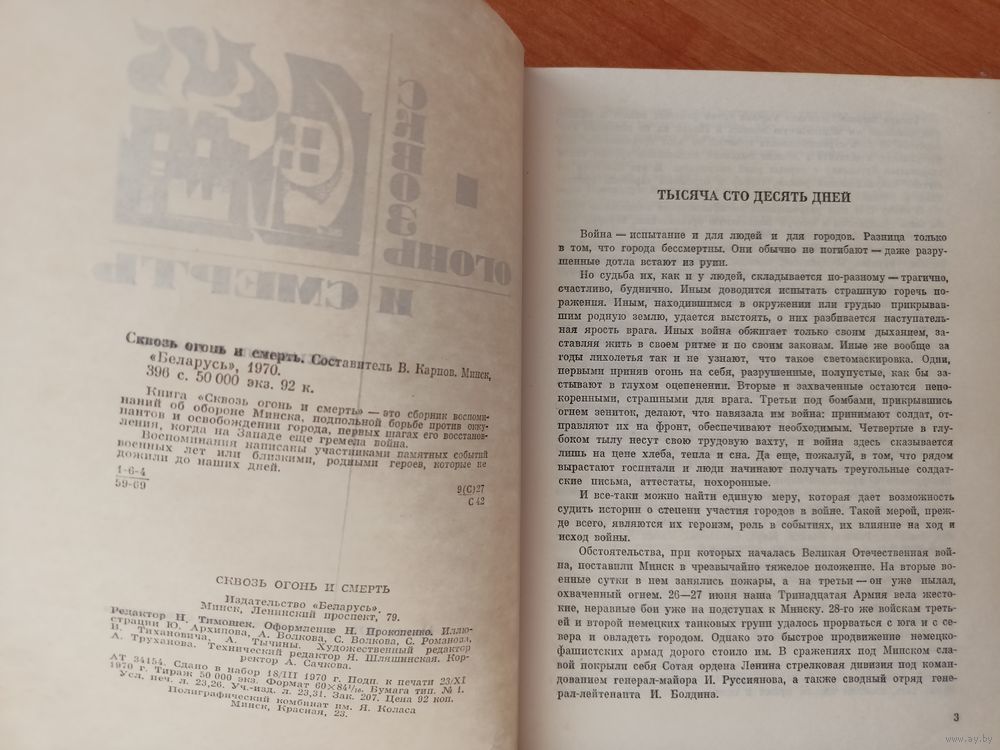 СКВОЗЬ
ОГОНЬ
И СМЕРТЬ
Сквозь огонь и смерть. Составитель В. Карпов. Минск,
«Беларусь», 1970.
396 с. 50 000 экз. 92 к.
Книга «Сквозь огонь и смерть» — это сборник воспоми-
наний об обороне Минска, подпольной борьбе против окку-
пантов и освобождении города, первых шагах его восстанов-
ления, когда на Западе еще гремела война.
Воспоминания написаны участниками памятных событий
военных лет или близкими, родными героев, которые не
дожили до наших дней.
1-6-4
59-69
9(С)27
С 42
СКВОЗЬ ОГОНЬ И СМЕРТЬ
Издательство «Беларусь».
Минск, Ленинский проспект, 79.
Редактор Н. Тимошек. Оформление Н. Прокопенко. Иллю-
страции Ю. Архипова, А. Волкова, С. Волкова, С. Романова,
И. Тихановича, А. Тычины. Художественный редактор
А. Труханова. Технический редактор Я. Шляшинская. Кор-
ректор А. Сачкова.
АТ 34154. Сдано в набор 18/III 1970 г. Подп. к печати 23/XI
1970 г. Тираж 50 000 экз. Формат 60×84 1/16. Бумага тип. № 1.
Усл. печ. л. 23,26. Уч.-изд. л. 23,31. Зак. 207. Цена 92 коп.
Полиграфический комбинат им. Я. Коласа
Минск, Красная, 23.
ТЫСЯЧА СТО ДЕСЯТЬ ДНЕЙ
Война — испытание и для людей и для городов. Разница только
в том, что города бессмертны. Они обычно не погибают — даже разру-
шенные дотла встают из руин.
Но судьба их, как и у людей, складывается по-разному — трагично,
счастливо, буднично. Иным доводится испытать страшную горечь по-
ражения. Иным, находившимся в окружении или грудью прикрывав-
шим родную землю, удается выстоять, о них разбивается наступатель-
ная ярость врага. Иных война обжигает только своим дыханием, за-
ставляя жить в своем ритме и по своим законам. Иные же вообще за
годы лихолетья так и не узнают, что такое светомаскировка. Одни,
первыми приняв огонь на себя, разрушенные, полупустые, как бы за-
стывают в глухом оцепенении. Вторые и захваченные остаются непо-
коренными, страшными для врага. Третьи под бомбами, прикрывшись
огнем зениток, делают, что навязала им война: принимают солдат, от-
правляют их на фронт, обеспечивают необходимым. Четвертые в глу-
боком тылу несут свою трудовую вахту, и война здесь сказывается
лишь на цене хлеба, тепла и сна. Да еще, пожалуй, в том, что рядом
вырастают госпитали и люди начинают получать треугольные солдат-
ские письма, аттестаты, похоронные.
И все-таки можно найти единую меру, которая дает возможность
судить истории о степени участия городов в войне. Такой мерой, преж-
де всего, являются их героизм, роль в событиях, их влияние на ход и
исход войны.
Обстоятельства, при которых началась Великая Отечественная вой-
на, поставили Минск в чрезвычайно тяжелое положение. На вторые во-
енные сутки в нем занялись пожары, а на третьи — он уже пылал,
охваченный огнем. 26—27 июня наша Тринадцатая Армия вела жесто-
кие, неравные бои уже на подступах к Минску. 28-го же войскам треть-
ей и второй немецких танковых групп удалось прорваться с юга и с се-
вера и овладеть городом. Однако это быстрое продвижение немецко-
фашистских армад дорого стоило им. В сражениях под Минском сла-
вой покрыли себя Сотая ордена Ленина стрелковая дивизия под ко-
мандованием генерал-майора И. Руссиянова, а также сводный отряд гене-
рал-лейтенанта И. Болдина.
3
www.ay.by